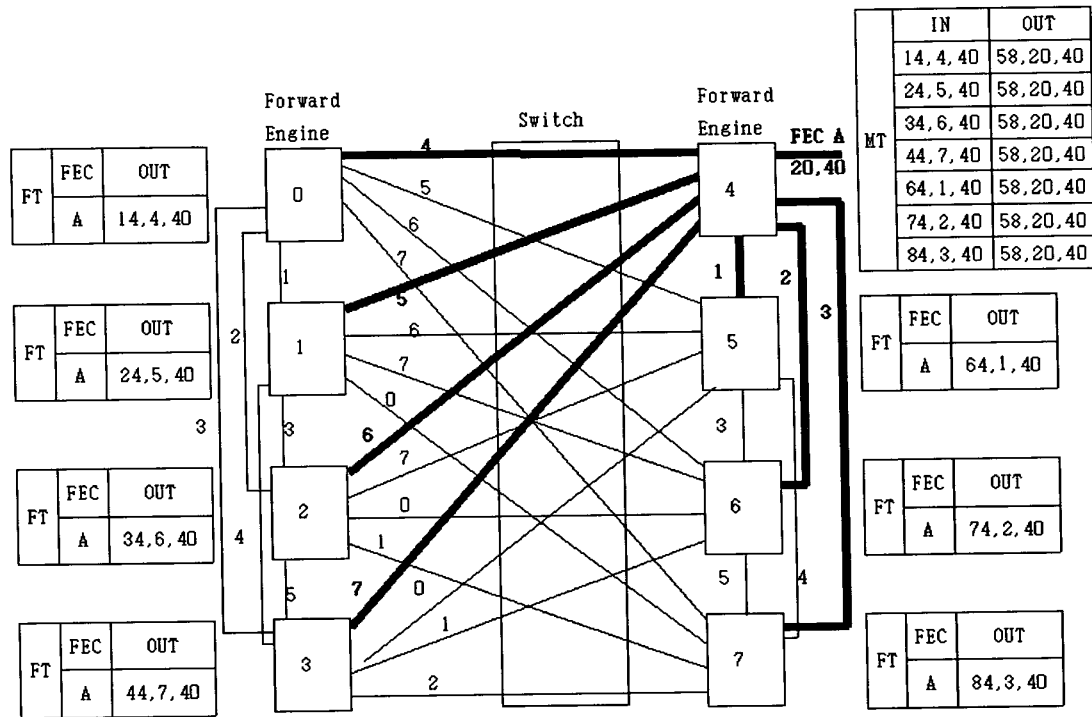 IN OUT
14,4,40 58,20,40
24,5,40 58,20,40
34,6,40 58,20,40
MT 44,7,40 58,20,40
64,1,40 58,20,40
74,2,40 58,20,40
84,3,40 58,20,40
Forward Engine
Switch
Forward Engine
FEC A
20,40
FT FEC OUT
A 14,4,40
FT FEC OUT
A 24,5,40
FT FEC OUT
A 34,6,40
FT FEC OUT
A 44,7,40
FT FEC OUT
A 64,1,40
FT FEC OUT
A 74,2,40
FT FEC OUT
A 84,3,40
0
1
2
3
4
5
6
7
4
5
6
7
5
6
7
0
6
7
0
1
7
0
1
2
1
2
3
3
4
5
1
2
3
3
4
5